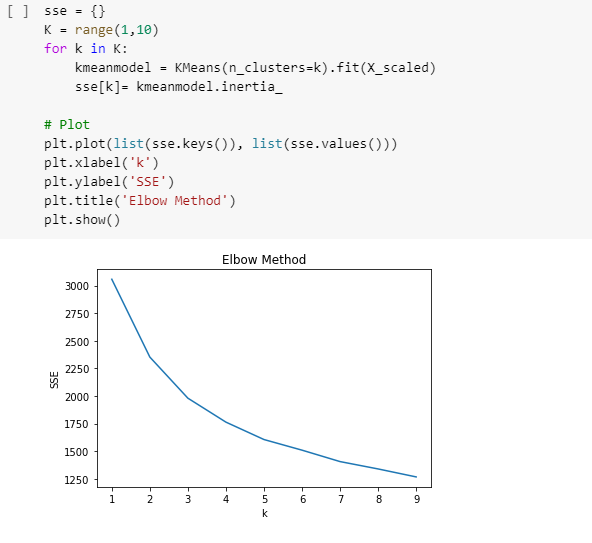 [ ] sse = {}
K = range(1,10)
for k in K:
    kmeanmodel = KMeans(n_clusters=k).fit(X_scaled)
    sse[k]= kmeanmodel.inertia_

# Plot
plt.plot(list(sse.keys()), list(sse.values()))
plt.xlabel('k')
plt.ylabel('SSE')
plt.title('Elbow Method')
plt.show()
Elbow Method
3000
2750
2500
2250
2000
1750
1500
1250
SSE
1 2 3 4 5 6 7 8 9
k